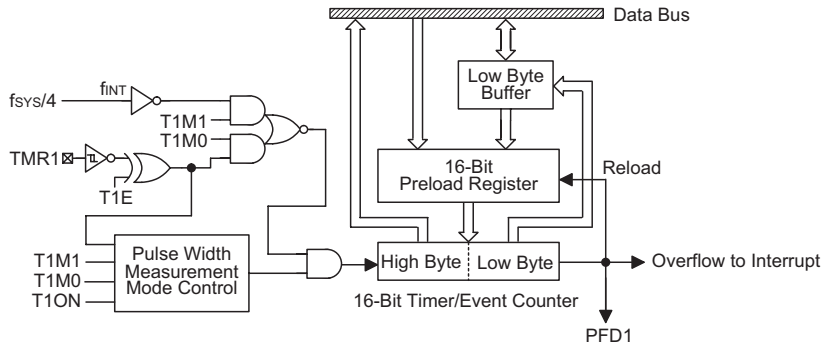 Data Bus
fSYS/4
fINT
T1M1
T1M0
TMR1
T1E
Low Byte
Buffer
16-Bit
Preload Register
Reload
T1M1
T1M0
T1ON
Pulse Width
Measurement
Mode Control
High Byte
Low Byte
Overflow to Interrupt
16-Bit Timer/Event Counter
PFD1